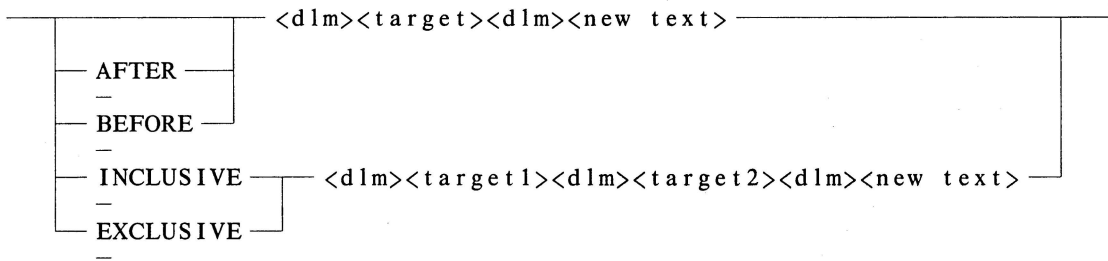 <dlm><target><dlm><new text>
AFTER
BEFORE
INCLUSIVE <dlm><target1><dlm><target2><dlm><new text>
EXCLUSIVE